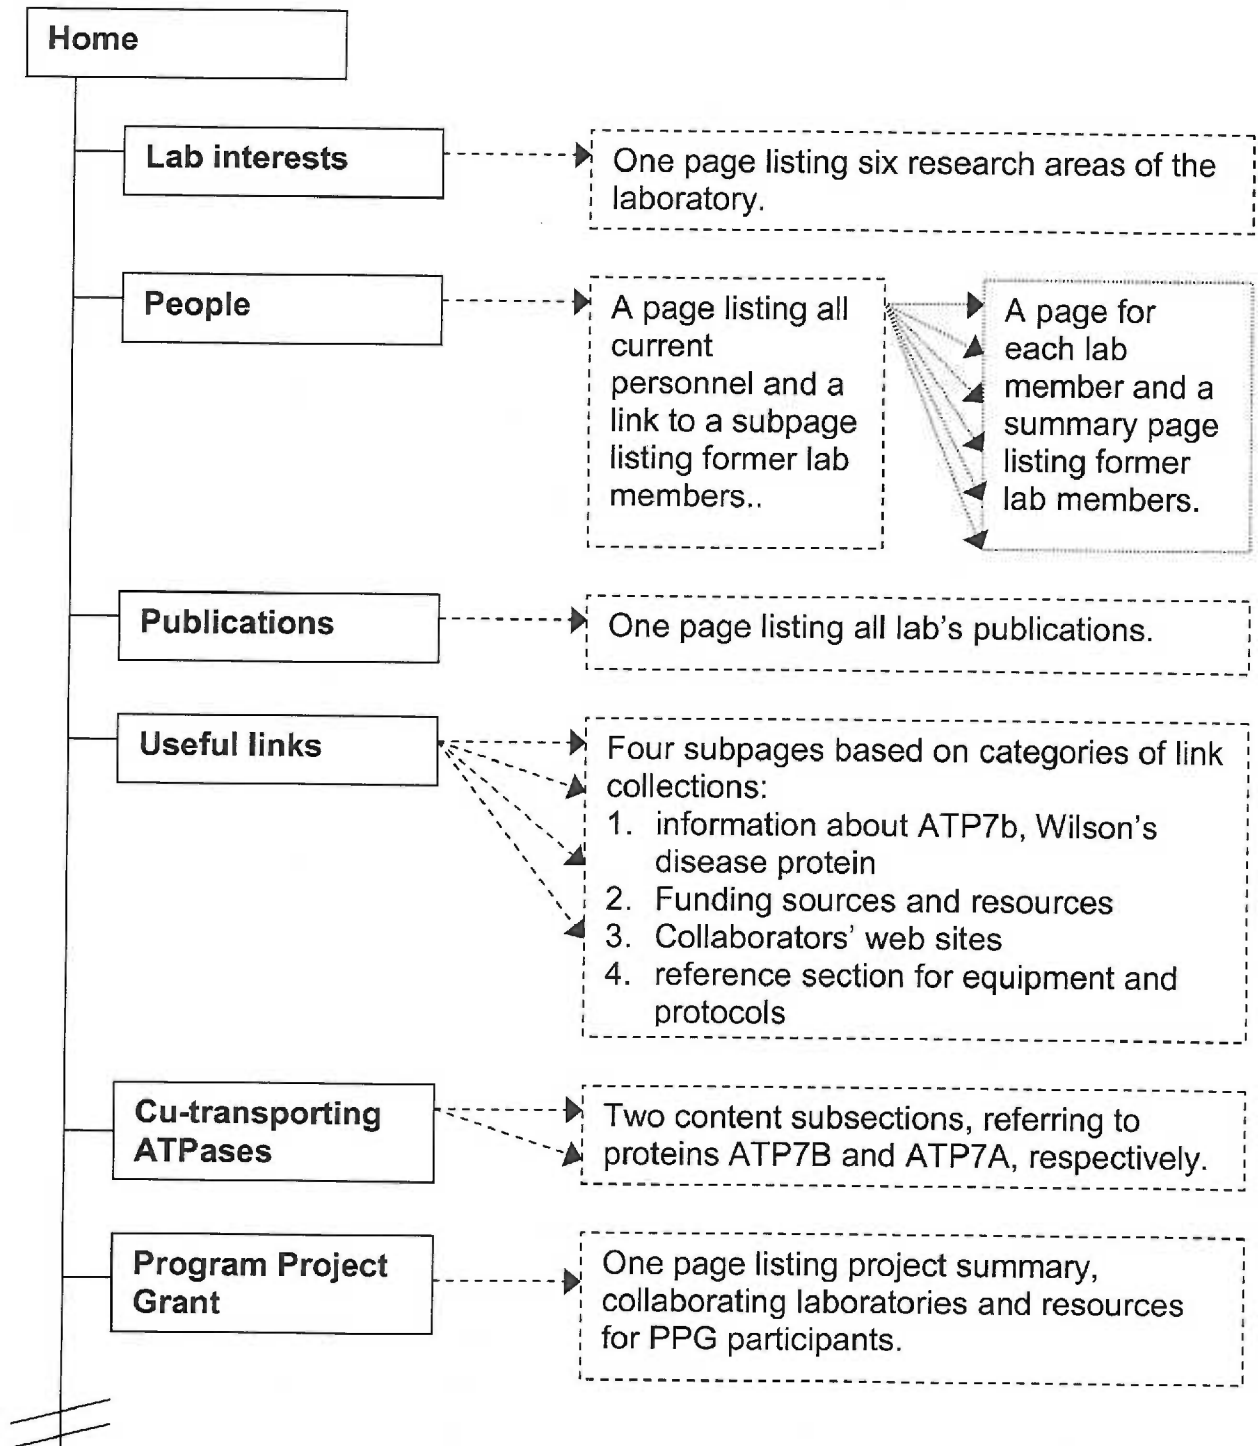 Home
Lab interests
One page listing six research areas of the
laboratory.
People
A page listing all
current
personnel and a
link to a subpage
listing former lab
members..
A page for
each lab
member and a
summary page
listing former
lab members.
Publications
One page listing all lab's publications.
Useful links
Four subpages based on categories of link
collections:
1. information about ATP7b, Wilson's
disease protein
2. Funding sources and resources
3. Collaborators' web sites
4. reference section for equipment and
protocols
Cu-transporting
ATPases
Two content subsections, referring to
proteins ATP7B and ATP7A, respectively.
Program Project
Grant
One page listing project summary,
collaborating laboratories and resources
for PPG participants.